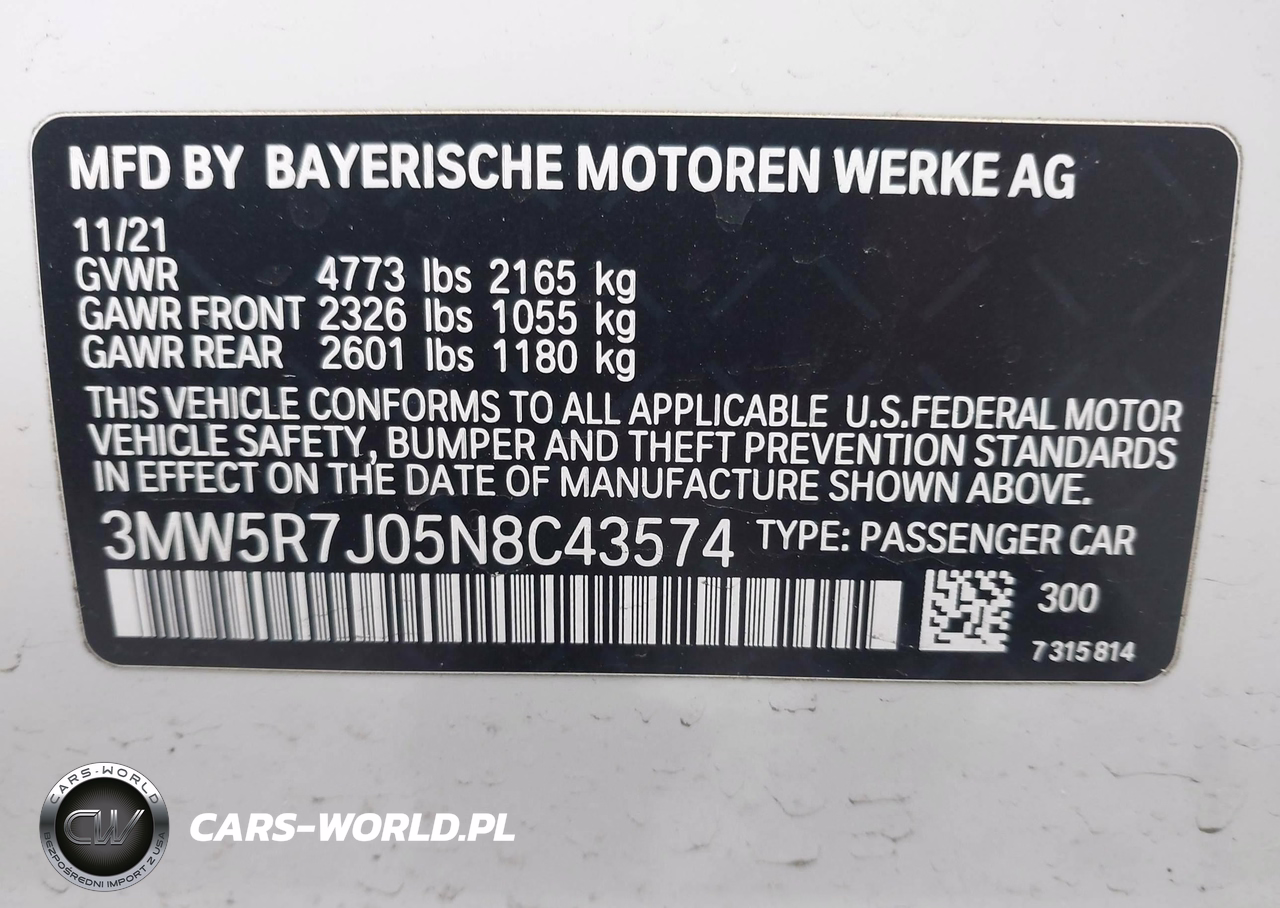 MFD BY BAYERISCHE MOTOREN WERKE AG
11/21
GVWR 4773 lbs 2165 kg
GAWR FRONT 2326 lbs 1055 kg
GAWR REAR 2601 lbs 1180 kg
THIS VEHICLE CONFORMS TO ALL APPLICABLE U.S.FEDERAL MOTOR
VEHICLE SAFETY, BUMPER AND THEFT PREVENTION STANDARDS
IN EFFECT ON THE DATE OF MANUFACTURE SHOWN ABOVE.
3MW5R7J05N8C43574 TYPE: PASSENGER CAR
300
7 315 814
CARS-WORLD
CW
BEZPOŚREDNI IMPORT Z USA
CARS-WORLD.PL